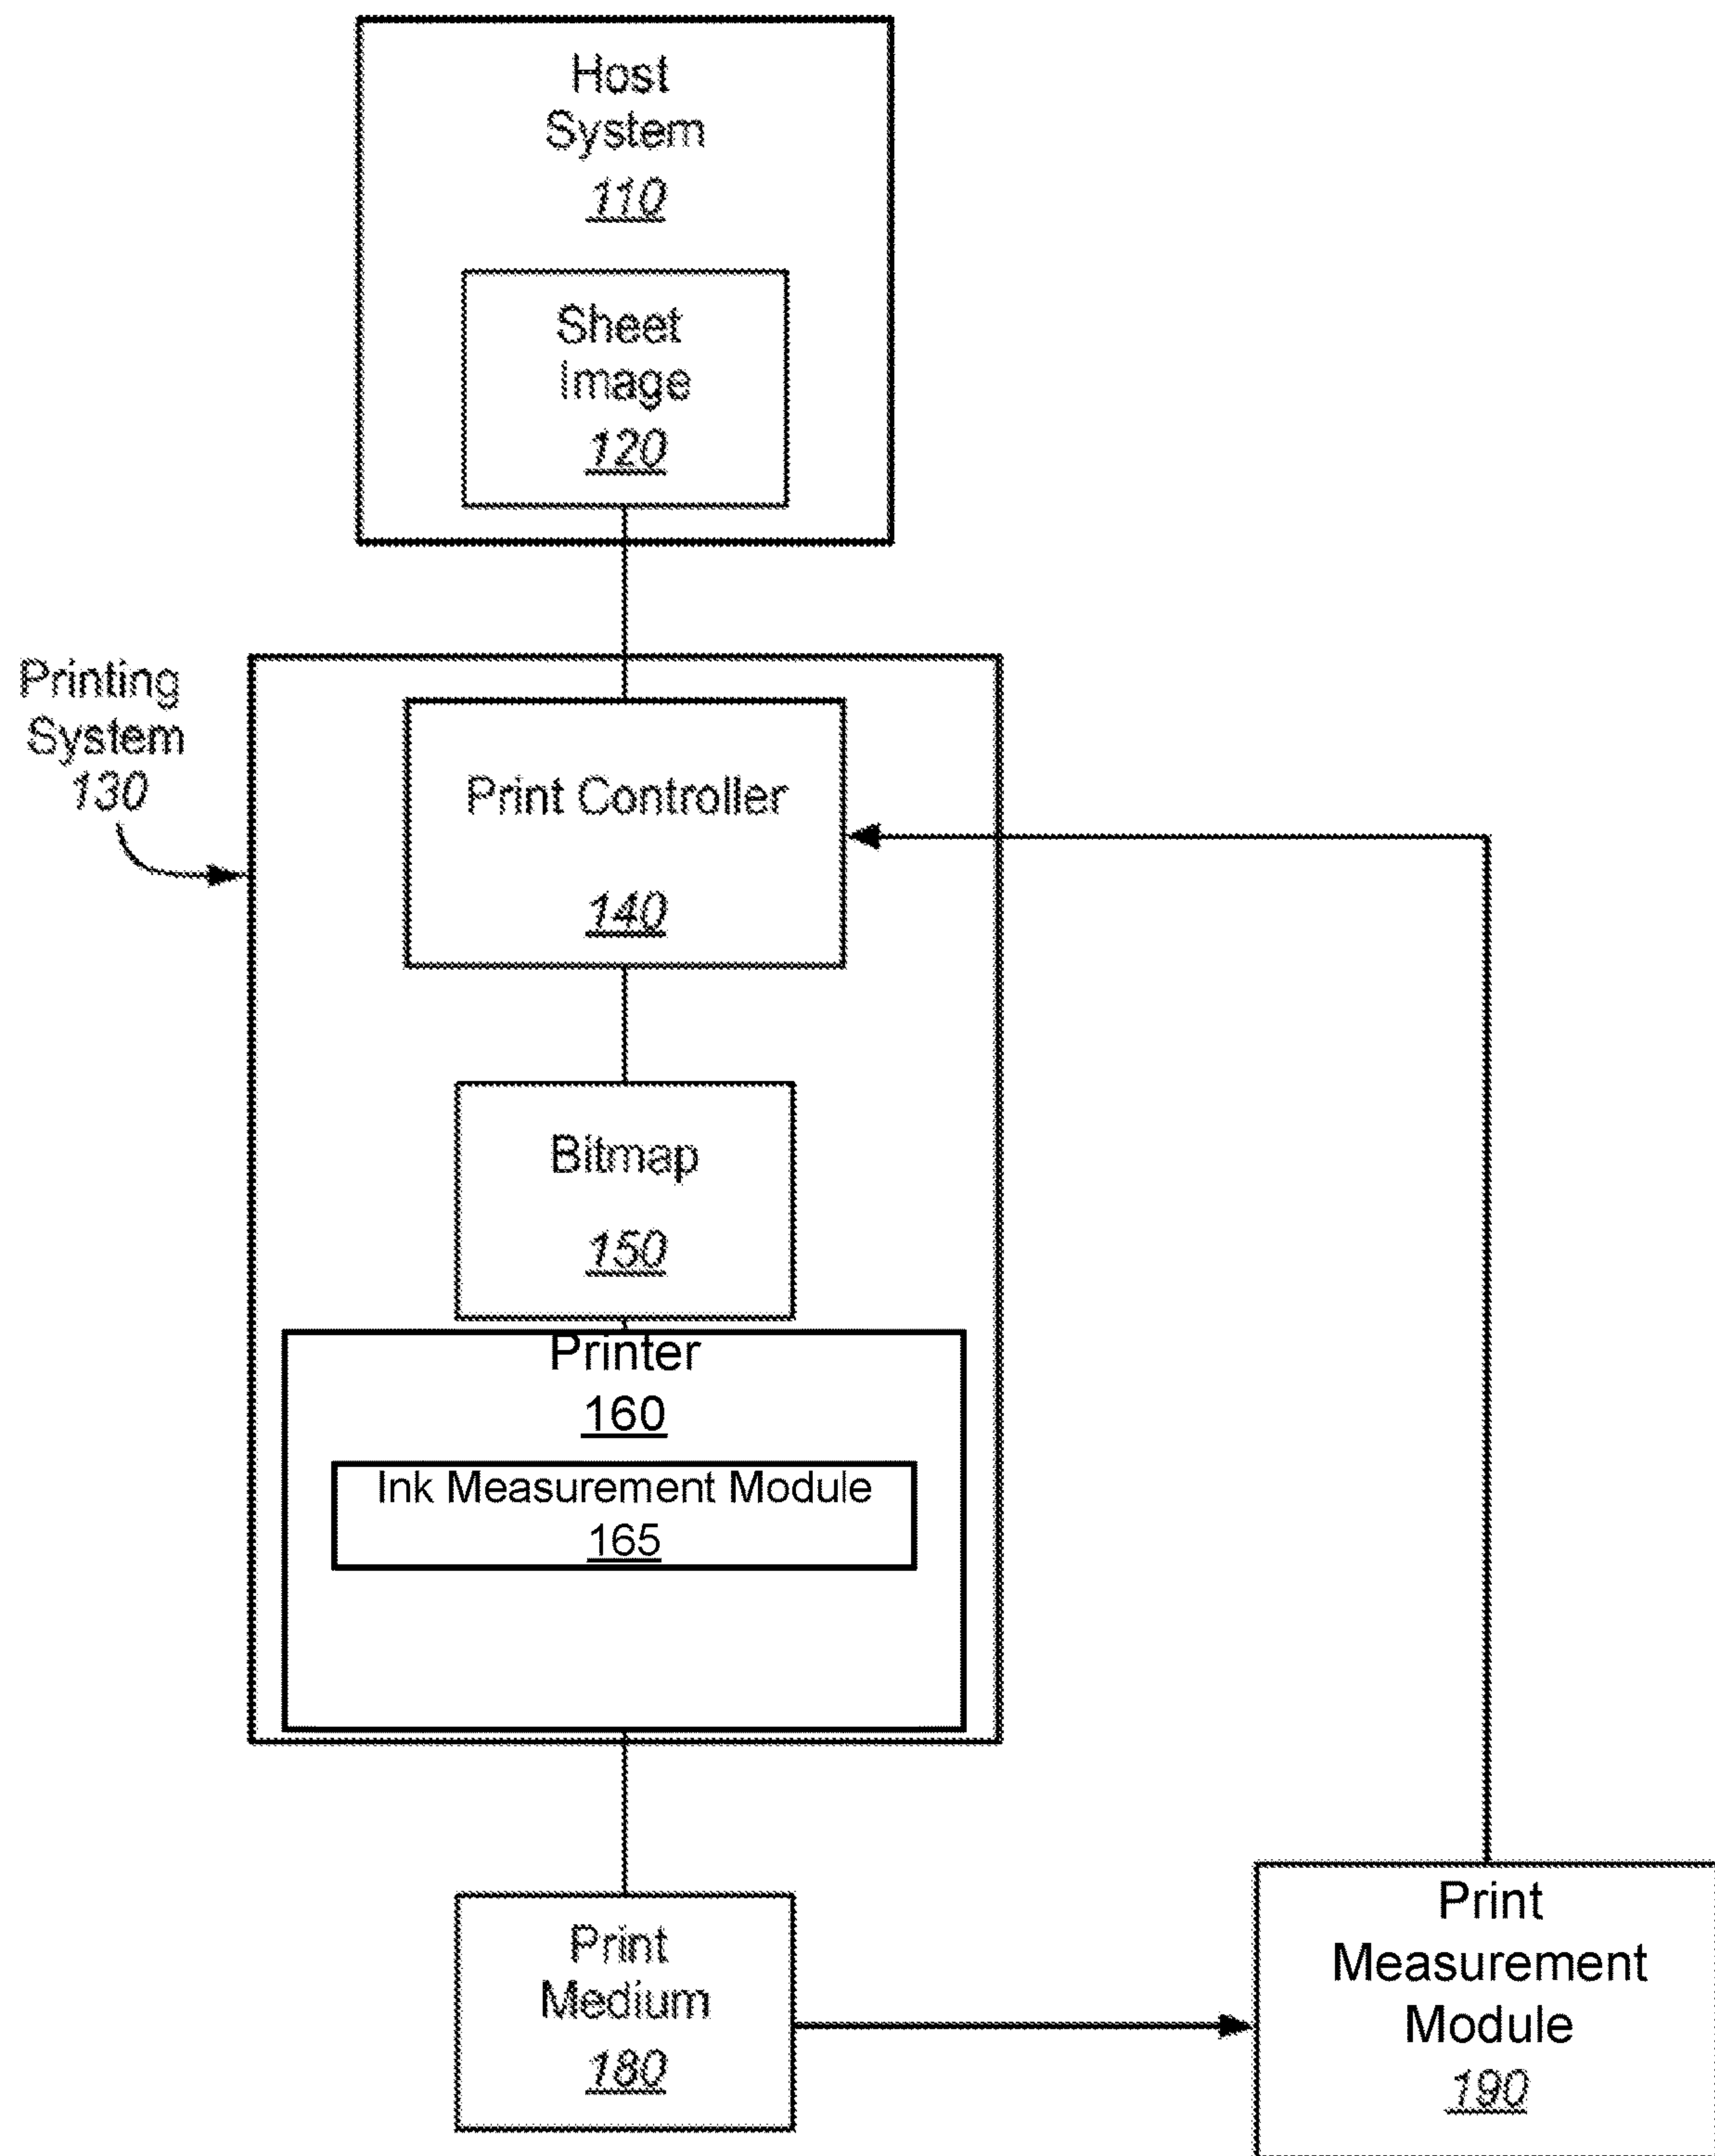 Host
System
110
Sheet
Image
120
Printing
System
130
Print Controller
140
Bitmap
150
Printer
160
Ink Measurement Module
165
Print
Medium
180
Print
Measurement
Module
190